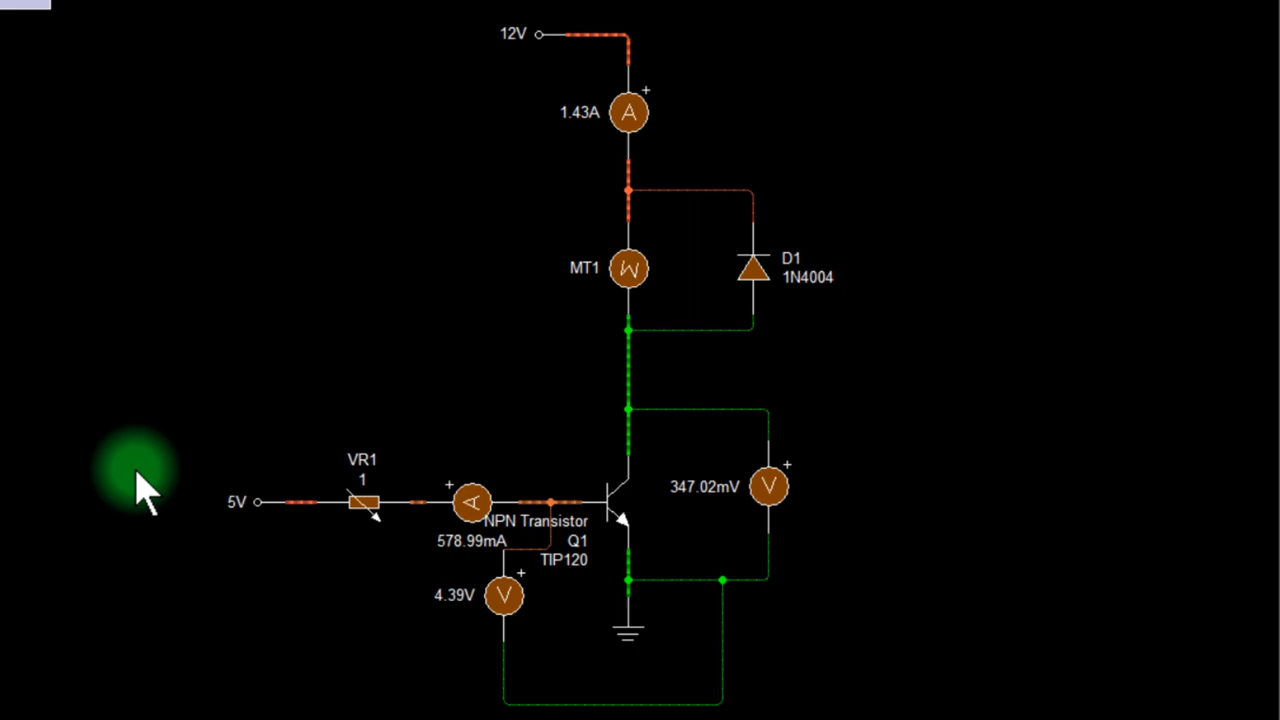 12V
+
1.43A
A
MT1
M
D1
1N4004
VR1
1
+
5V
A
347.02mV
V
+
NPN Transistor
578.99mA
Q1
TIP120
+
4.39V
V